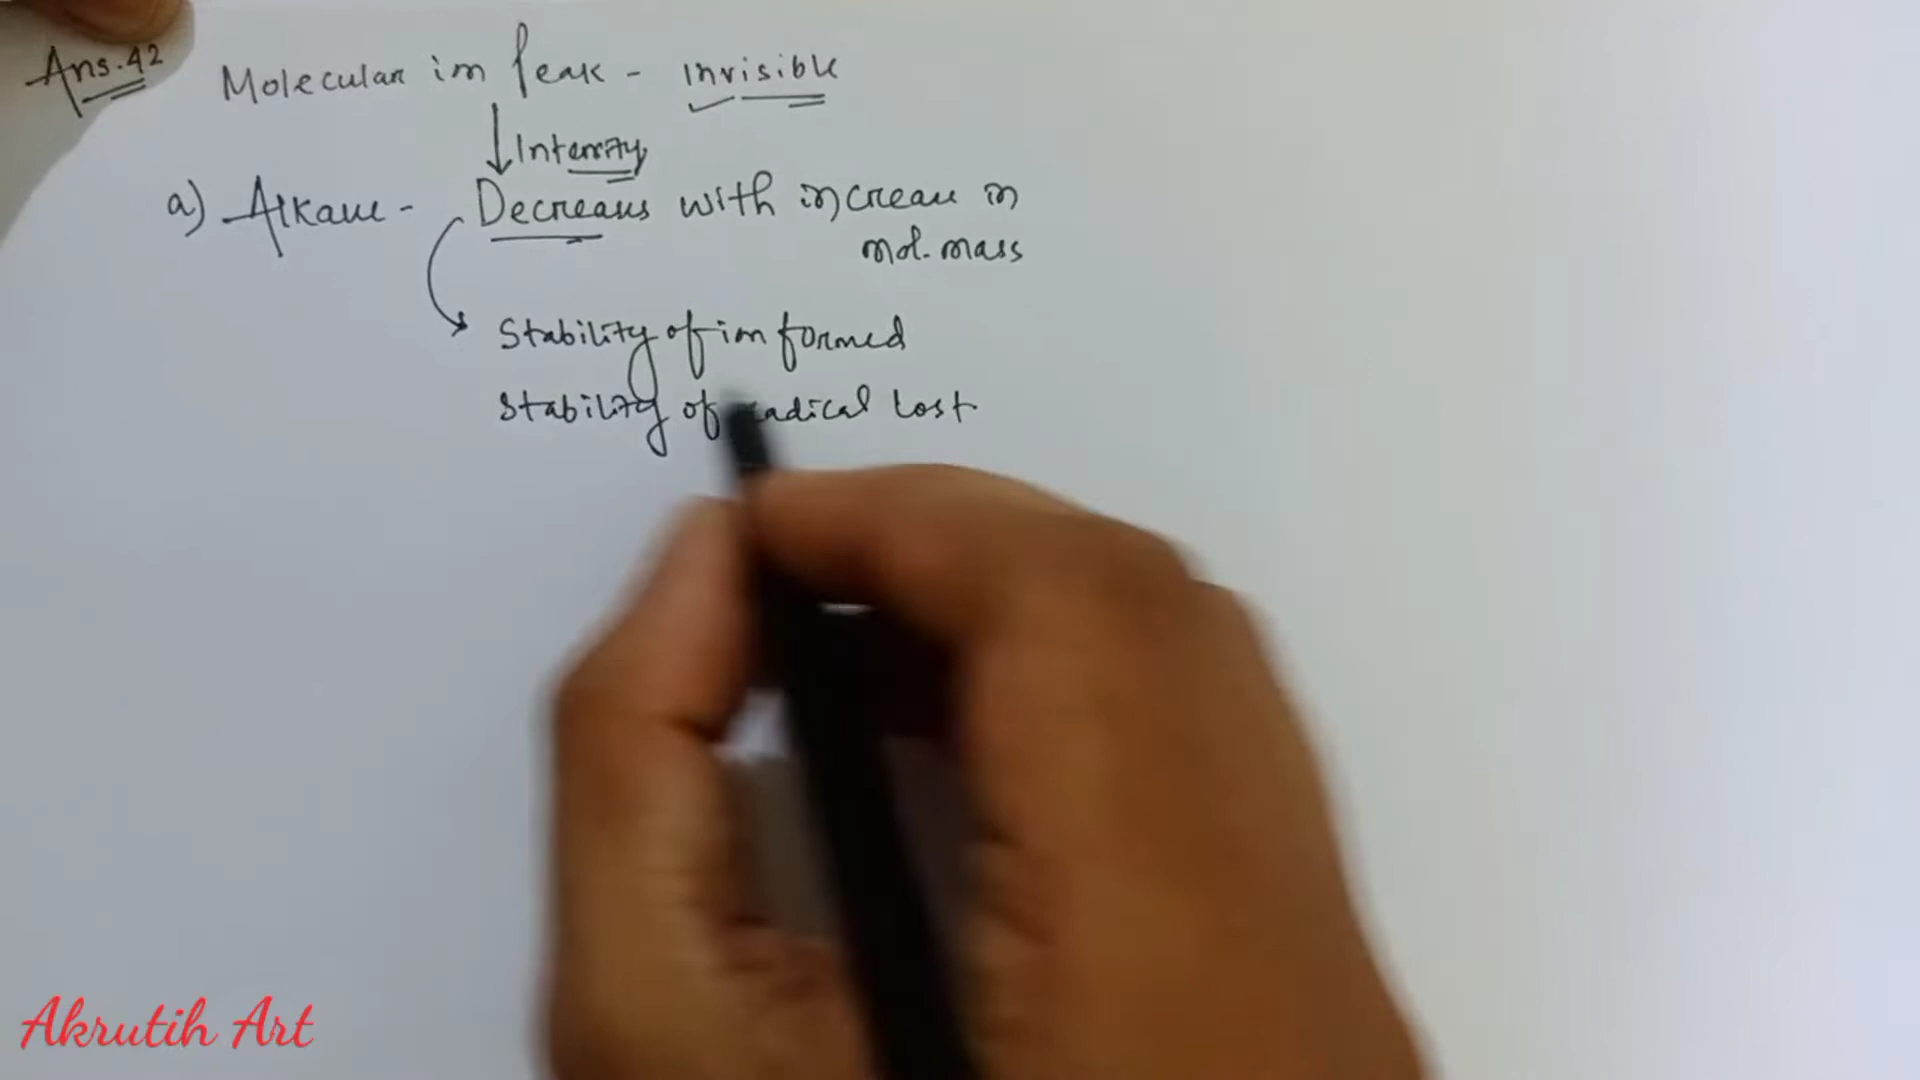 Ans.42
Molecular ion Peak - invisible
↓ Intensity
a) Alkane - Decreases with increase in
mol. mass
Stability of ion formed
Stability of radical lost
Akrutih Art